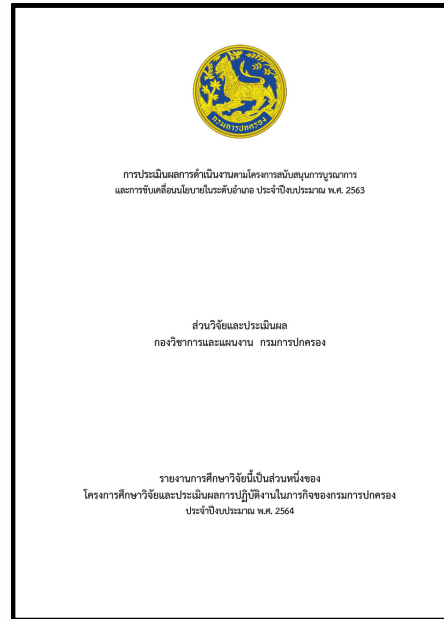 กรมการปกครอง
การประเมินผลการดำเนินงานตามโครงการสนับสนุนการบูรณาการ
และการขับเคลื่อนนโยบายในระดับอำเภอ ประจำปีงบประมาณ พ.ศ. 2563
ส่วนวิจัยและประเมินผล
กองวิชาการและแผนงาน กรมการปกครอง
รายงานการศึกษาวิจัยนี้เป็นส่วนหนึ่งของ
โครงการศึกษาวิจัยและประเมินผลการปฏิบัติงานในภารกิจของกรมการปกครอง
ประจำปีงบประมาณ พ.ศ. 2564